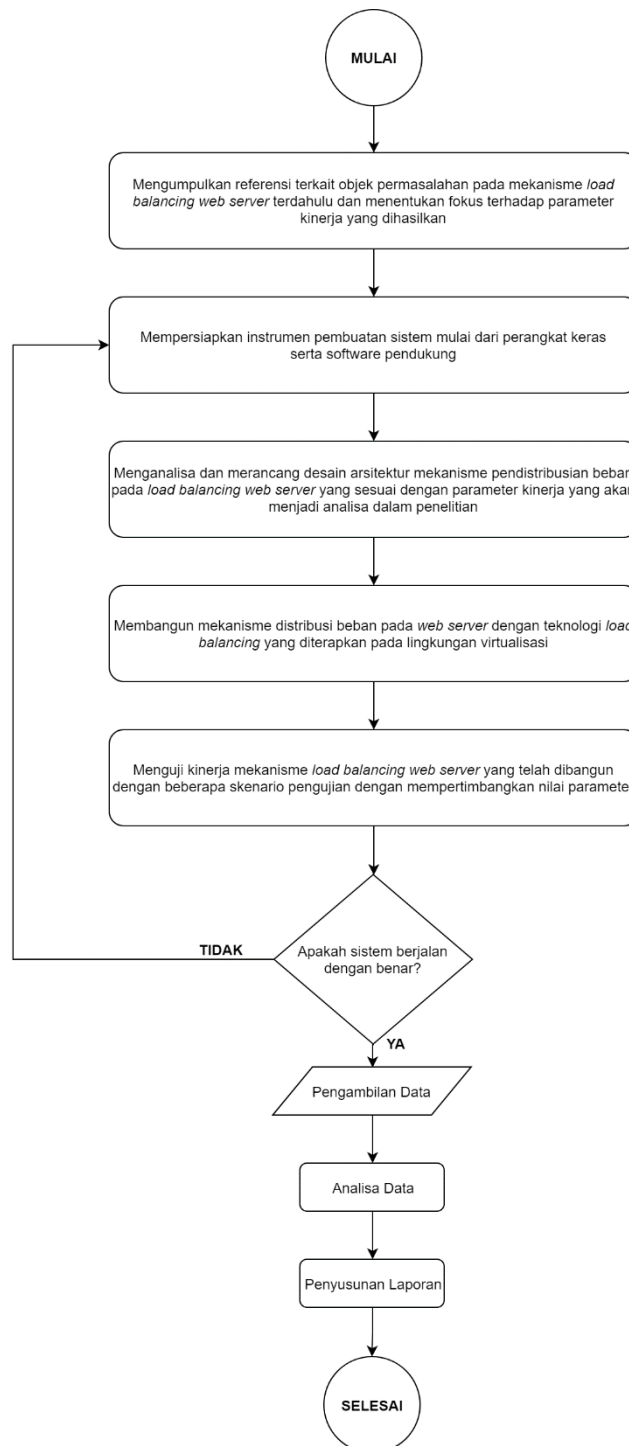 MULAI
Mengumpulkan referensi terkait objek permasalahan pada mekanisme load
balancing web server terdahulu dan menentukan fokus terhadap parameter
kinerja yang dihasilkan
Mempersiapkan instrumen pembuatan sistem mulai dari perangkat keras
serta software pendukung
Menganalisa dan merancang desain arsitektur mekanisme pendistribusian beban
pada load balancing web server yang sesuai dengan parameter kinerja yang akan
menjadi analisa dalam penelitian
Membangun mekanisme distribusi beban pada web server dengan teknologi load
balancing yang diterapkan pada lingkungan virtualisasi
Menguji kinerja mekanisme load balancing web server yang telah dibangun
dengan beberapa skenario pengujian dengan mempertimbangkan nilai parameter
TIDAK
Apakah sistem berjalan
dengan benar?
YA
Pengambilan Data
Analisa Data
Penyusunan Laporan
SELESAI